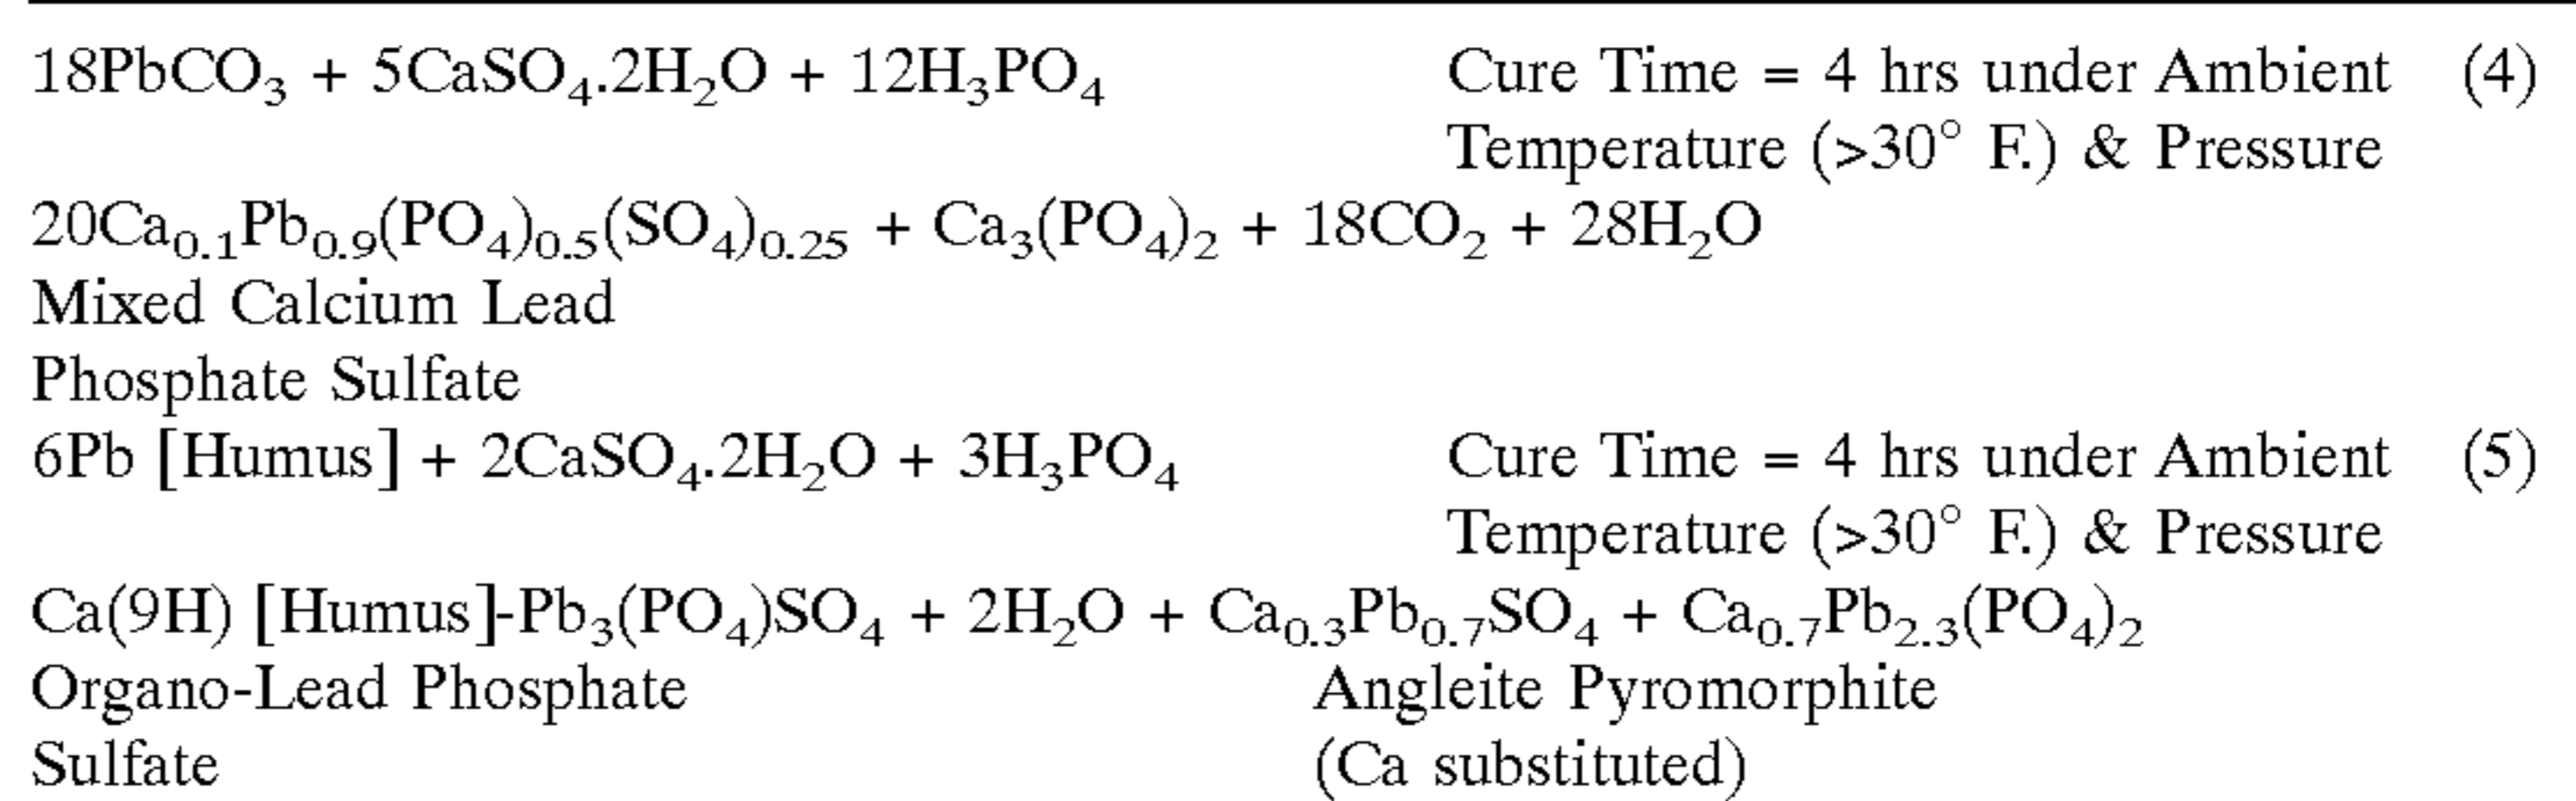 18PbCO₃ + 5CaSO₄.2H₂O + 12H₃PO₄ Cure Time = 4 hrs under Ambient (4)
Temperature (>30° F.) & Pressure
20Ca₀.₁Pb₀.₉(PO₄)₀.₅(SO₄)₀.₂₅ + Ca₃(PO₄)₂ + 18CO₂ + 28H₂O
Mixed Calcium Lead
Phosphate Sulfate
6Pb [Humus] + 2CaSO₄.2H₂O + 3H₃PO₄ Cure Time = 4 hrs under Ambient (5)
Temperature (>30° F.) & Pressure
Ca(9H) [Humus]-Pb₃(PO₄)SO₄ + 2H₂O + Ca₀.₃Pb₀.₇SO₄ + Ca₀.₇Pb₂.₃(PO₄)₂
Organo-Lead Phosphate Angleite Pyromorphite
Sulfate (Ca substituted)